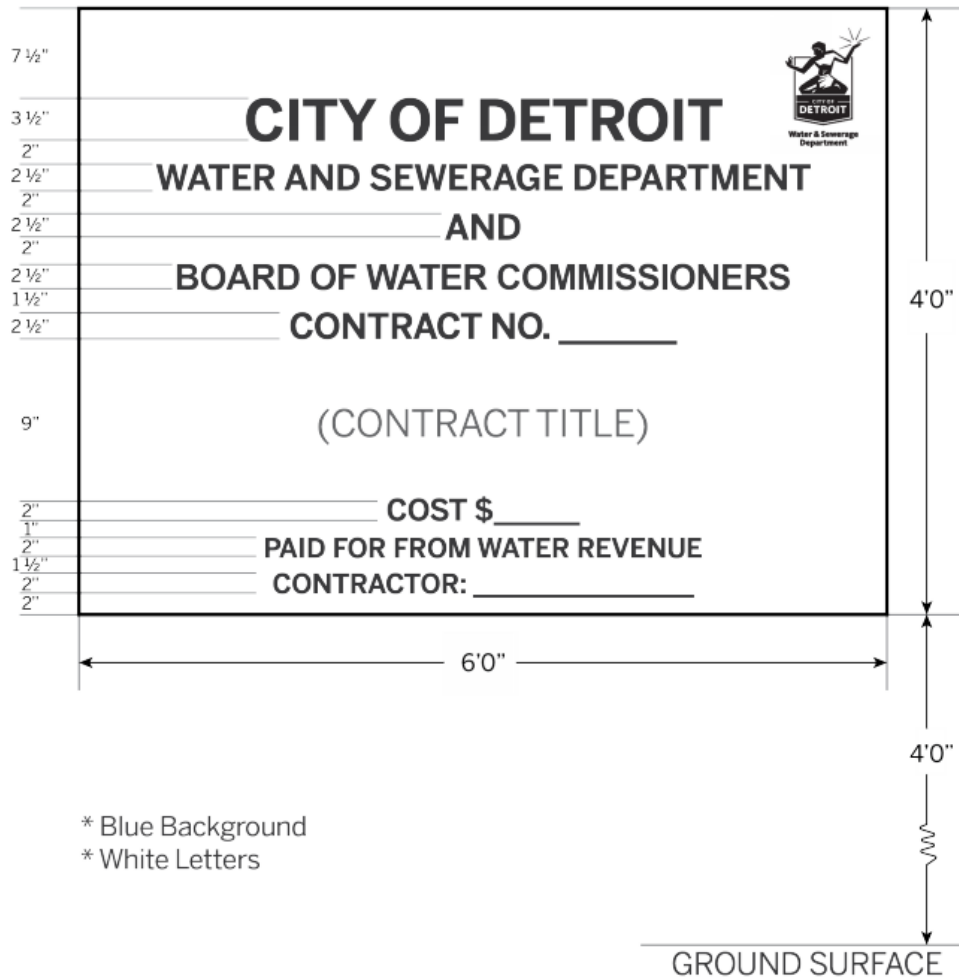 7 ½"
3 ½"
2"
2 ½"
2"
2 ½"
2"
2 ½"
1 ½"
2 ½"
9"
2"
1"
2"
1 ½"
2"
2"
CITY OF DETROIT
WATER AND SEWERAGE DEPARTMENT
AND
BOARD OF WATER COMMISSIONERS
CONTRACT NO. _______
(CONTRACT TITLE)
COST $_____
PAID FOR FROM WATER REVENUE
CONTRACTOR: _____________
CITY OF
DETROIT
Water & Sewerage
Department
4'0"
6'0"
4'0"
* Blue Background
* White Letters
GROUND SURFACE